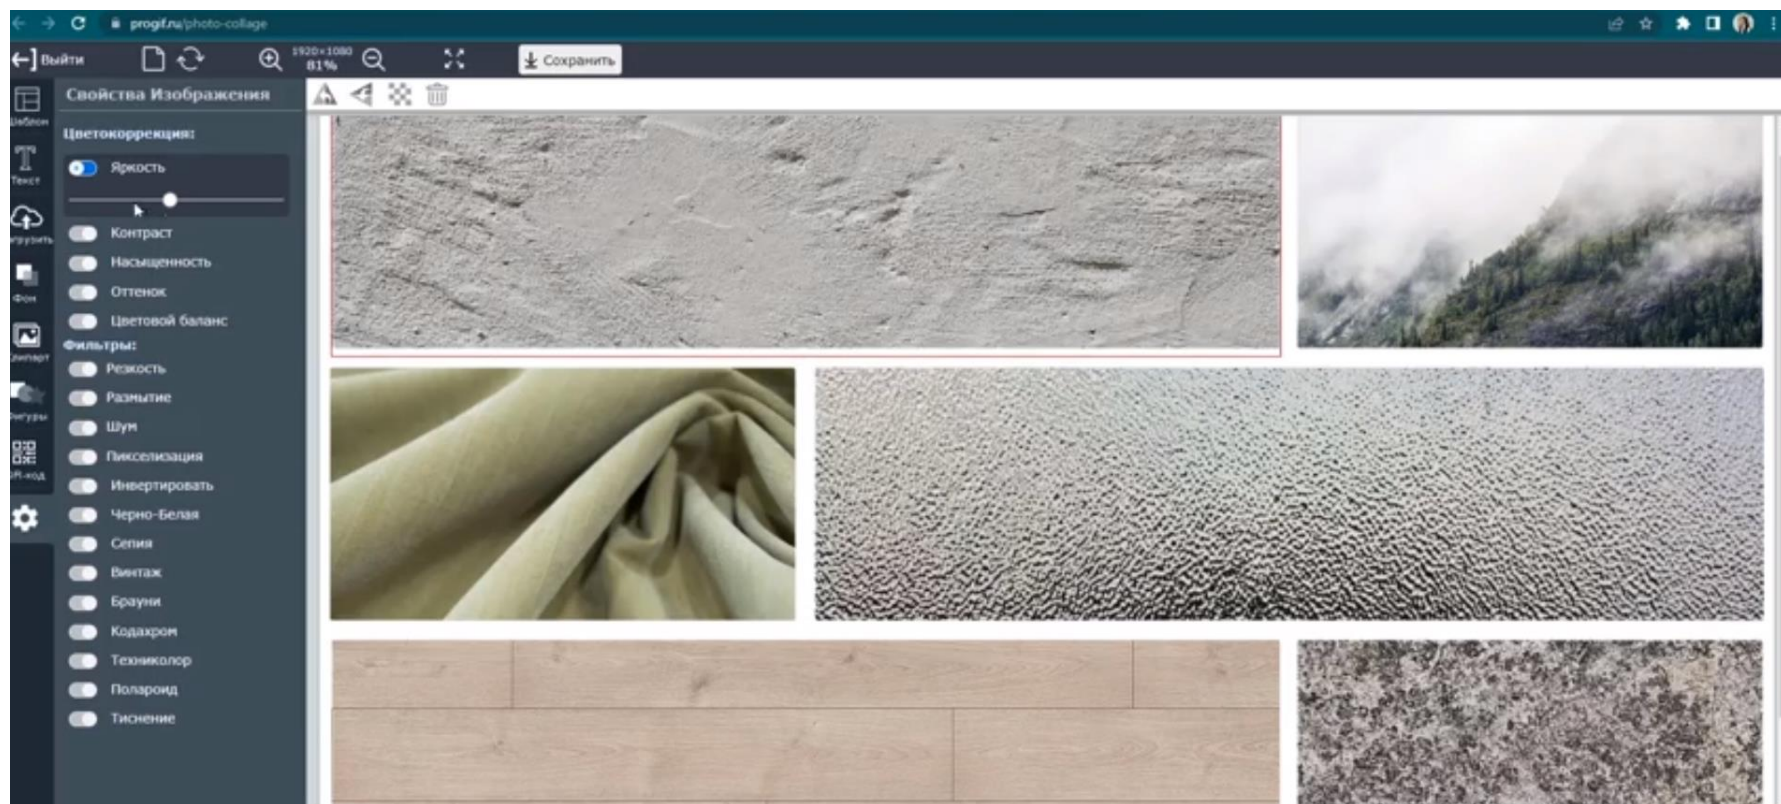 progif.ru/photo-collage
Выйти
1920×1080
81%
Сохранить
Свойства Изображения
Шаблон
Цветокоррекция:
Яркость
Текст
Контраст
Насыщенность
Фон
Оттенок
Цветовой баланс
Фильтры:
Резкость
Размытие
Шум
Пикселизация
Инвертировать
Черно-Белая
Сепия
Винтаж
Брауни
Кодахром
Техниколор
Полароид
Тиснение